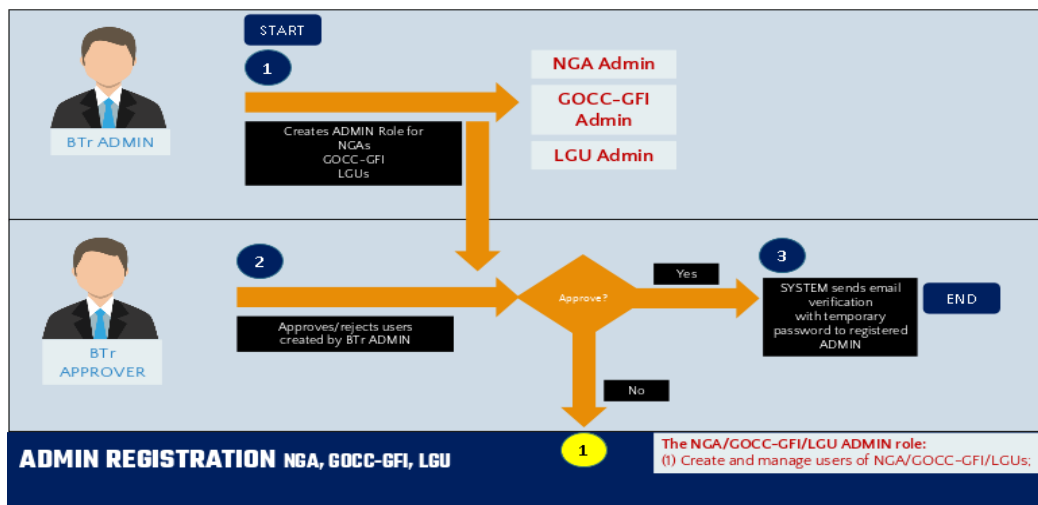 START
1
NGA Admin
GOCC-GFI
Admin
LGU Admin
BTr ADMIN
Creates ADMIN Role for
NGAs
GOCC-GFI
LGUs
2
3
Approve?
Yes
SYSTEM sends email
verification
with temporary
password to registered
ADMIN
END
Approves/rejects users
created by BTr ADMIN
BTr
APPROVER
No
1
ADMIN REGISTRATION NGA, GOCC-GFI, LGU
The NGA/GOCC-GFI/LGU ADMIN role:
(1) Create and manage users of NGA/GOCC-GFI/LGUs;